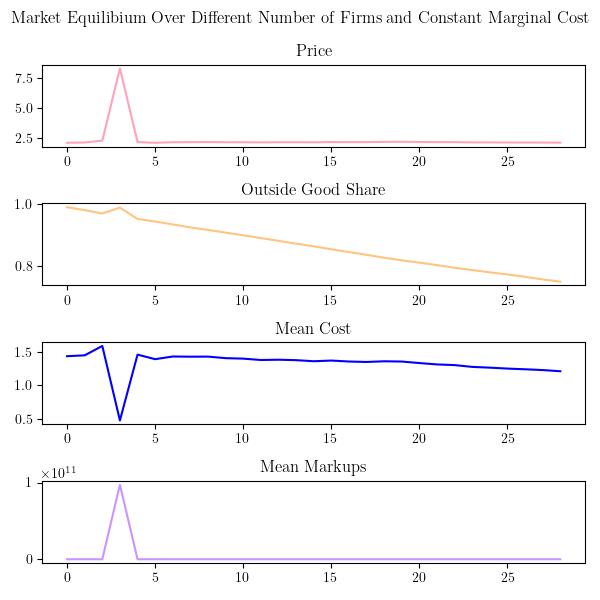 Market Equilibium Over Different Number of Firms and Constant Marginal Cost
Price
7.5
5.0
2.5
0 5 10 15 20 25
Outside Good Share
1.0
0.8
0 5 10 15 20 25
Mean Cost
1.5
1.0
0.5
0 5 10 15 20 25
Mean Markups
×10¹¹
1
0
0 5 10 15 20 25